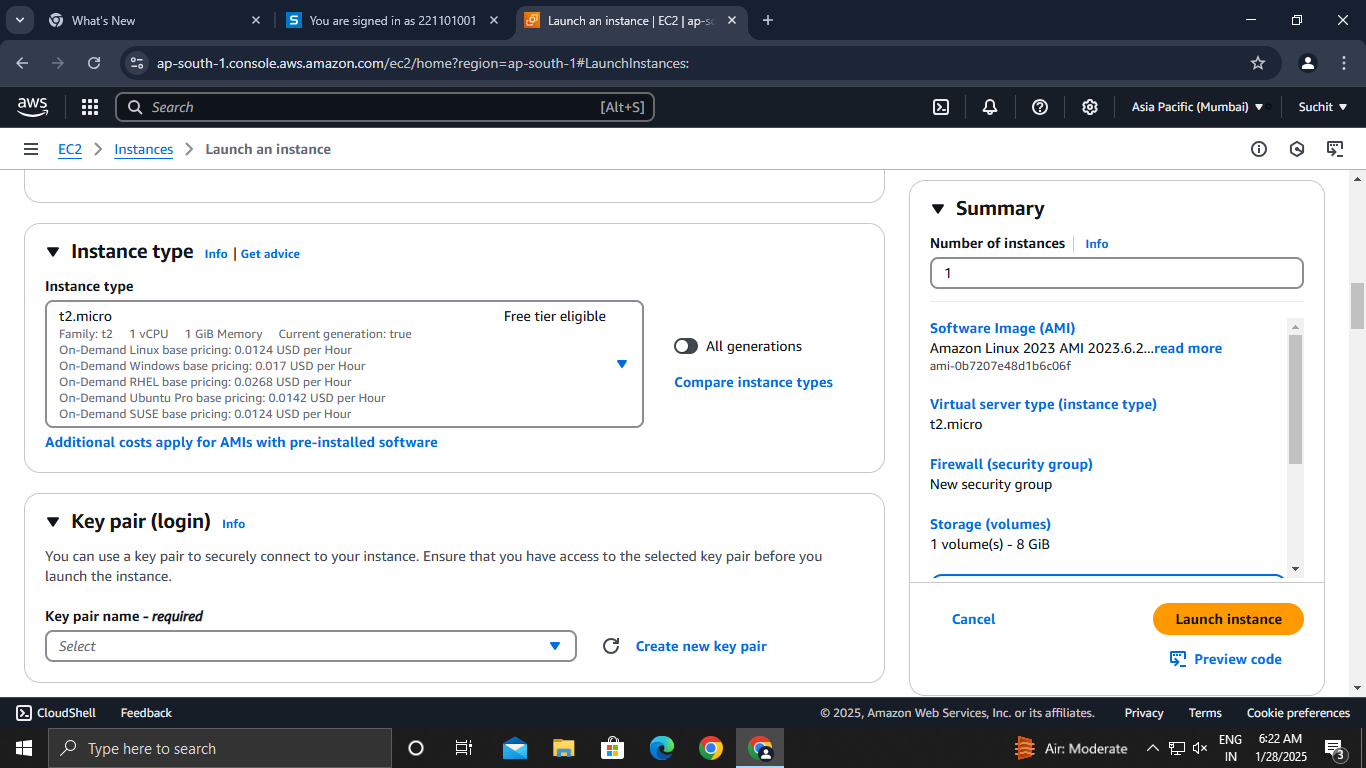 What's New
You are signed in as 221101001
Launch an instance | EC2 | ap-so
ap-south-1.console.aws.amazon.com/ec2/home?region=ap-south-1#LaunchInstances:
aws
Search
[Alt+S]
Asia Pacific (Mumbai)
Suchit
EC2
Instances
Launch an instance
Instance type
Info | Get advice
Instance type
t2.micro
Free tier eligible
Family: t2 1 vCPU 1 GiB Memory Current generation: true
On-Demand Linux base pricing: 0.0124 USD per Hour
On-Demand Windows base pricing: 0.017 USD per Hour
On-Demand RHEL base pricing: 0.0268 USD per Hour
On-Demand Ubuntu Pro base pricing: 0.0142 USD per Hour
On-Demand SUSE base pricing: 0.0124 USD per Hour
All generations
Compare instance types
Additional costs apply for AMIs with pre-installed software
Key pair (login)
Info
You can use a key pair to securely connect to your instance. Ensure that you have access to the selected key pair before you
launch the instance.
Key pair name - required
Select
Create new key pair
Summary
Number of instances
Info
1
Software Image (AMI)
Amazon Linux 2023 AMI 2023.6.2...read more
ami-0b7207e48d1b6c06f
Virtual server type (instance type)
t2.micro
Firewall (security group)
New security group
Storage (volumes)
1 volume(s) - 8 GiB
Cancel
Launch instance
Preview code
CloudShell
Feedback
© 2025, Amazon Web Services, Inc. or its affiliates.
Privacy
Terms
Cookie preferences
Type here to search
Air: Moderate
ENG
IN
6:22 AM
1/28/2025
3